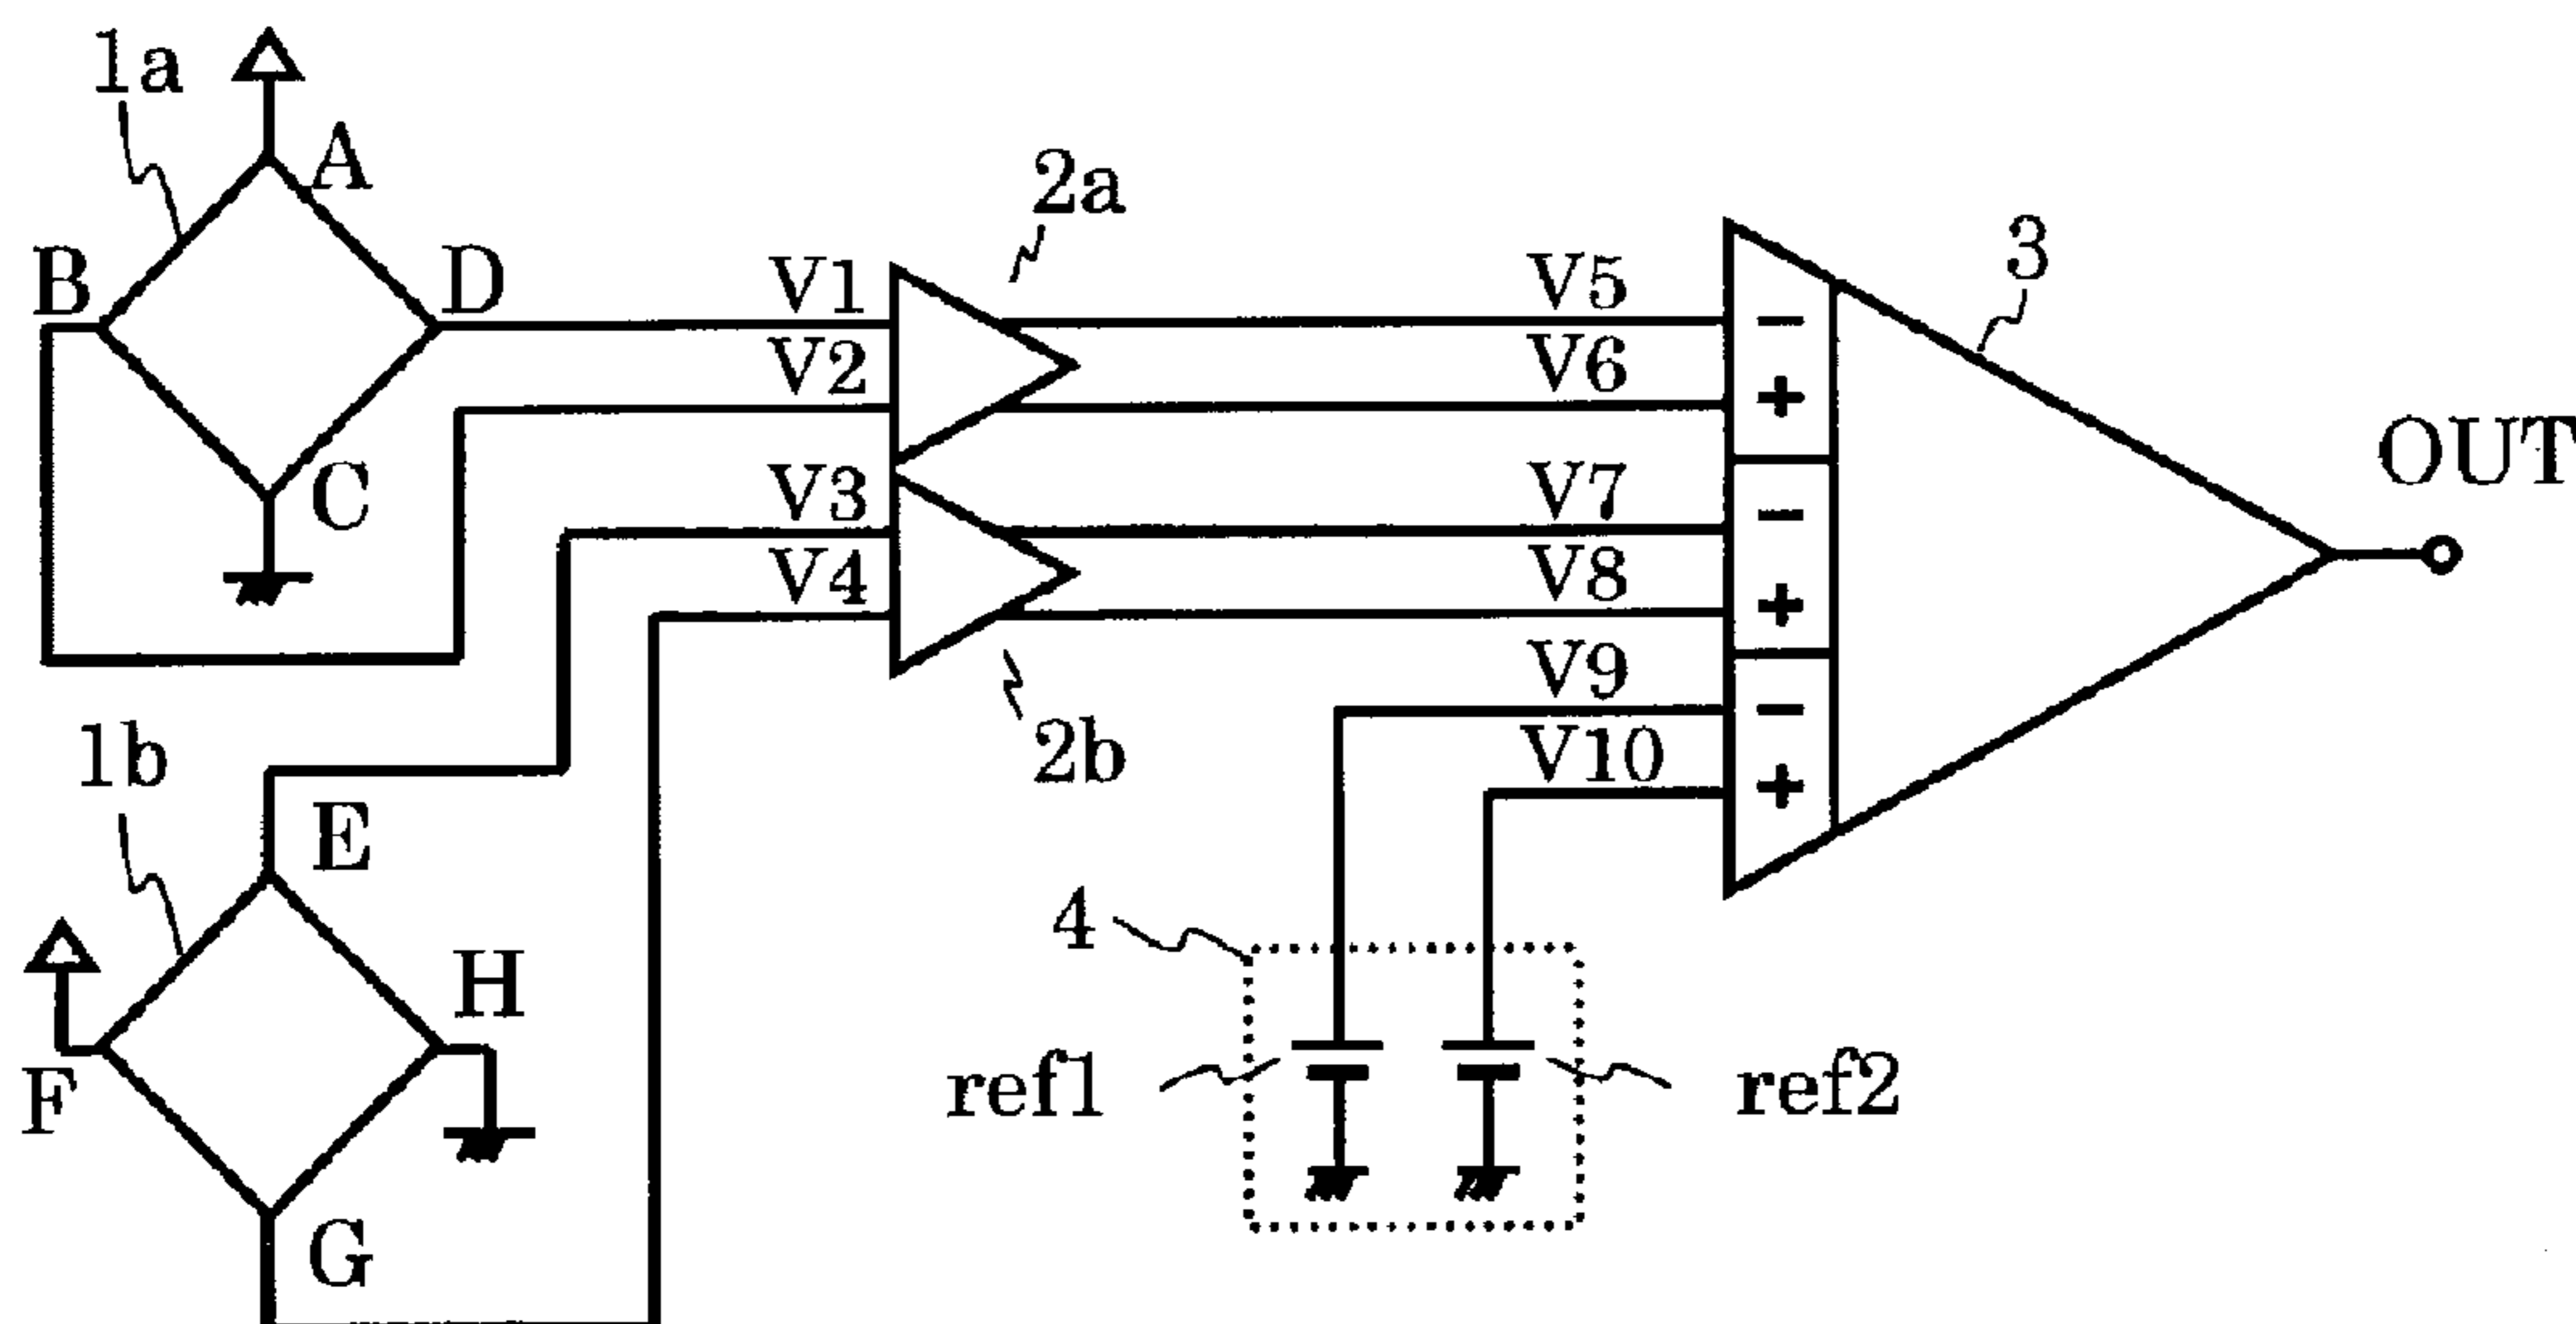 1a
A
B
D
C
V1
V2
V3
V4
2a
2b
V5
V6
V7
V8
V9
V10
−
+
−
+
−
+
3
OUT
1b
E
F
H
G
4
ref1
ref2